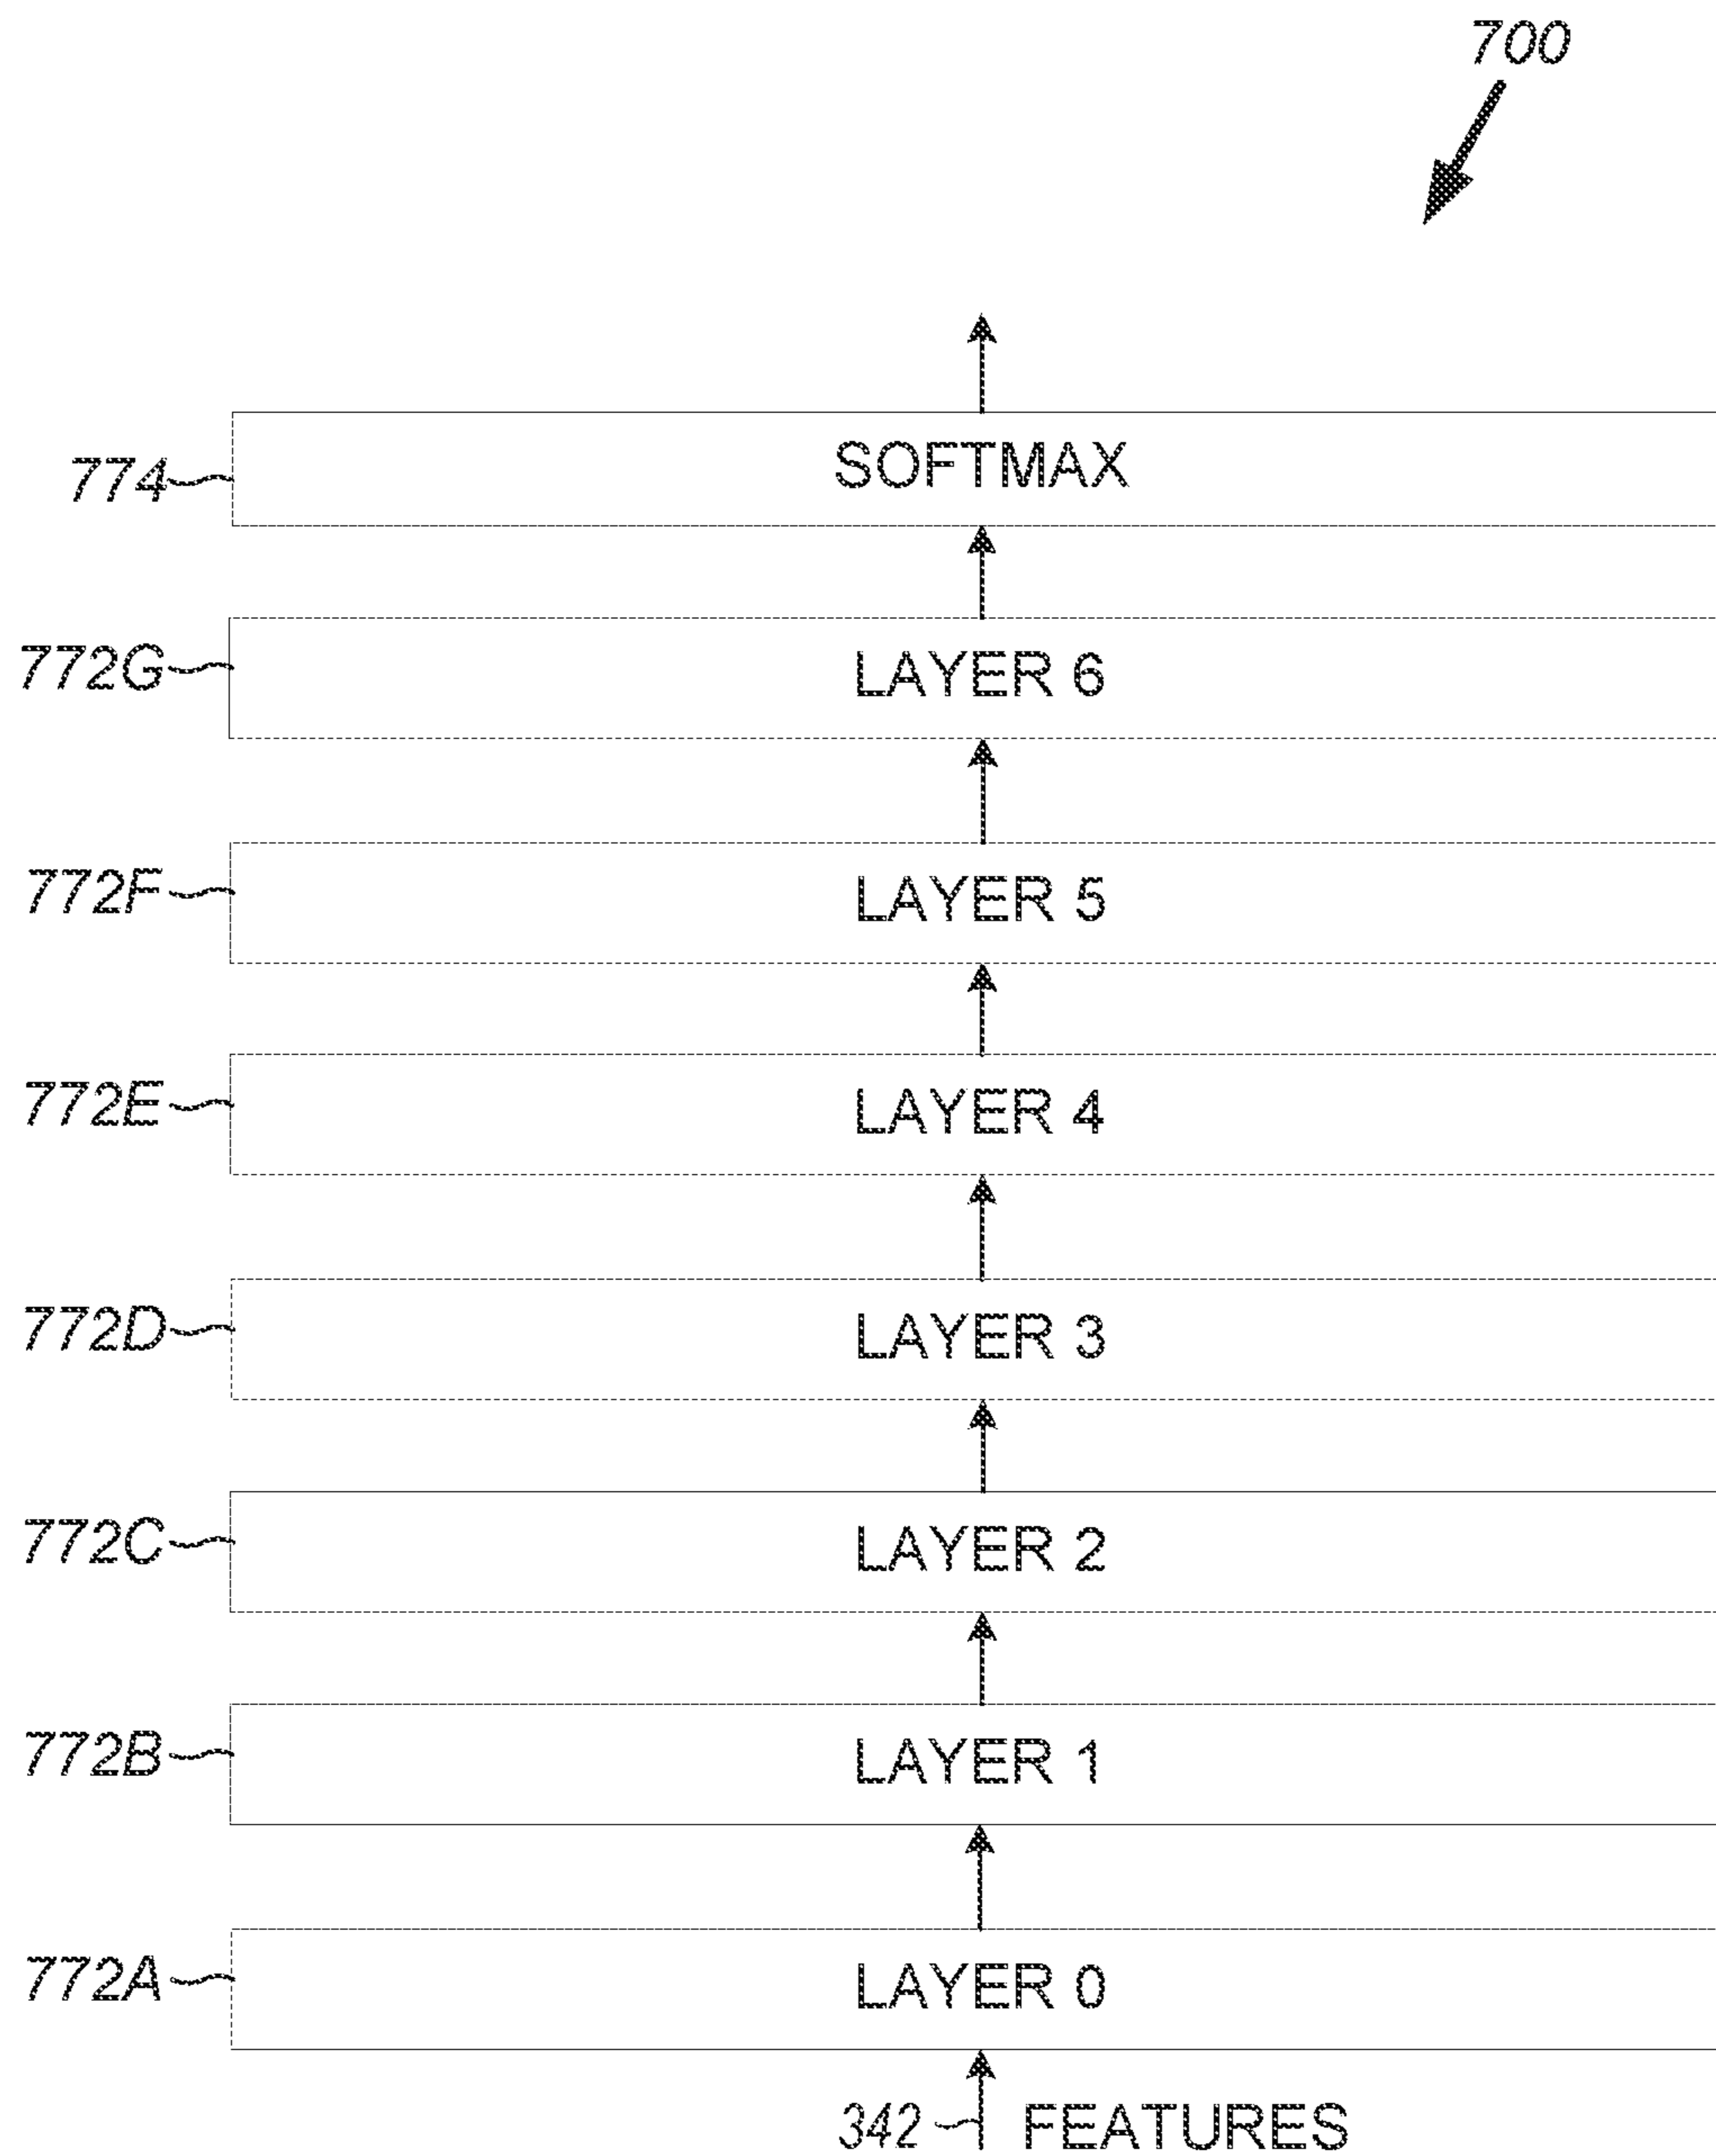 700
774 SOFTMAX
772G LAYER 6
772F LAYER 5
772E LAYER 4
772D LAYER 3
772C LAYER 2
772B LAYER 1
772A LAYER 0
342 FEATURES